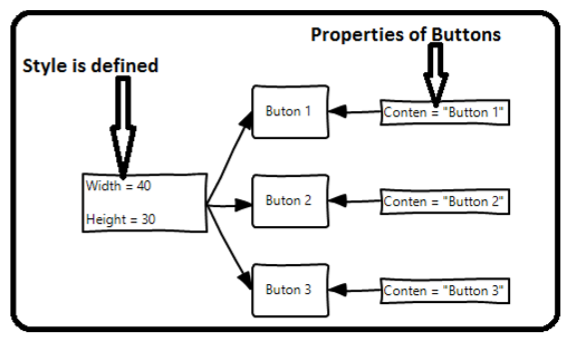 Properties of Buttons
Style is defined
Buton 1
Conten = "Button 1"
Width = 40
Height = 30
Buton 2
Conten = "Button 2"
Buton 3
Conten = "Button 3"